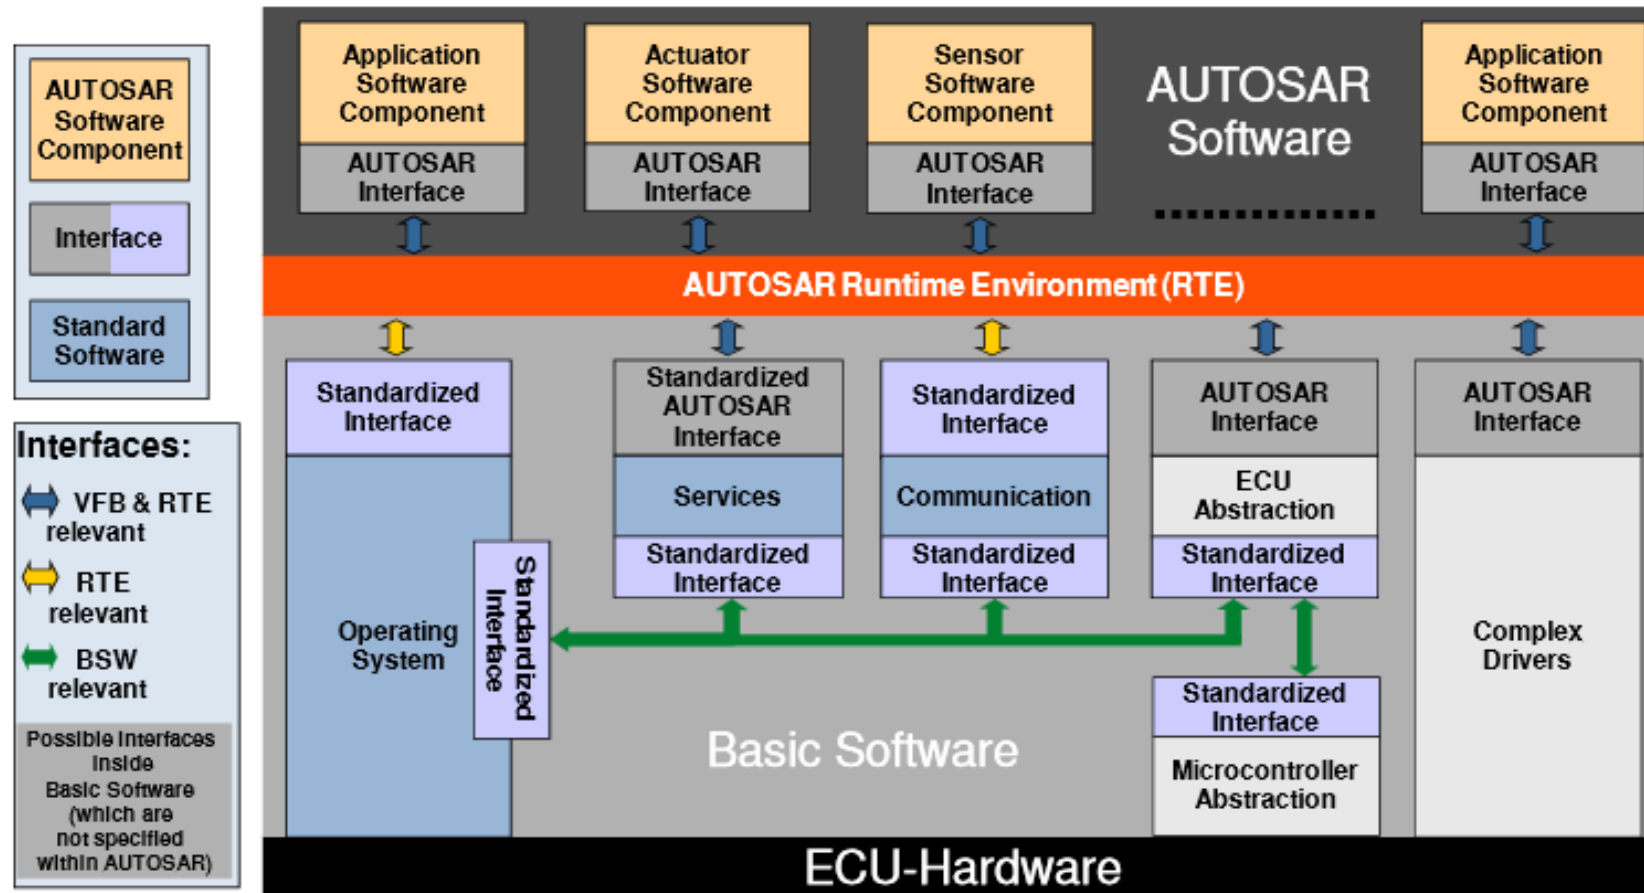 AUTOSAR
Software
Component
Interface
Standard
Software
Interfaces:
VFB & RTE
relevant
RTE
relevant
BSW
relevant
Possible Interfaces
Inside
Basic Software
(which are
not specified
within AUTOSAR)
Application
Software
Component
AUTOSAR
Interface
Actuator
Software
Component
AUTOSAR
Interface
Sensor
Software
Component
AUTOSAR
Interface
AUTOSAR
Software
Application
Software
Component
AUTOSAR
Interface
AUTOSAR Runtime Environment (RTE)
Standardized
Interface
Operating
System
Standardized
Interface
Standardized
AUTOSAR
Interface
Services
Standardized
Interface
Standardized
Interface
Communication
Standardized
Interface
AUTOSAR
Interface
ECU
Abstraction
Standardized
Interface
Standardized
Interface
Microcontroller
Abstraction
AUTOSAR
Interface
Complex
Drivers
Basic Software
ECU-Hardware